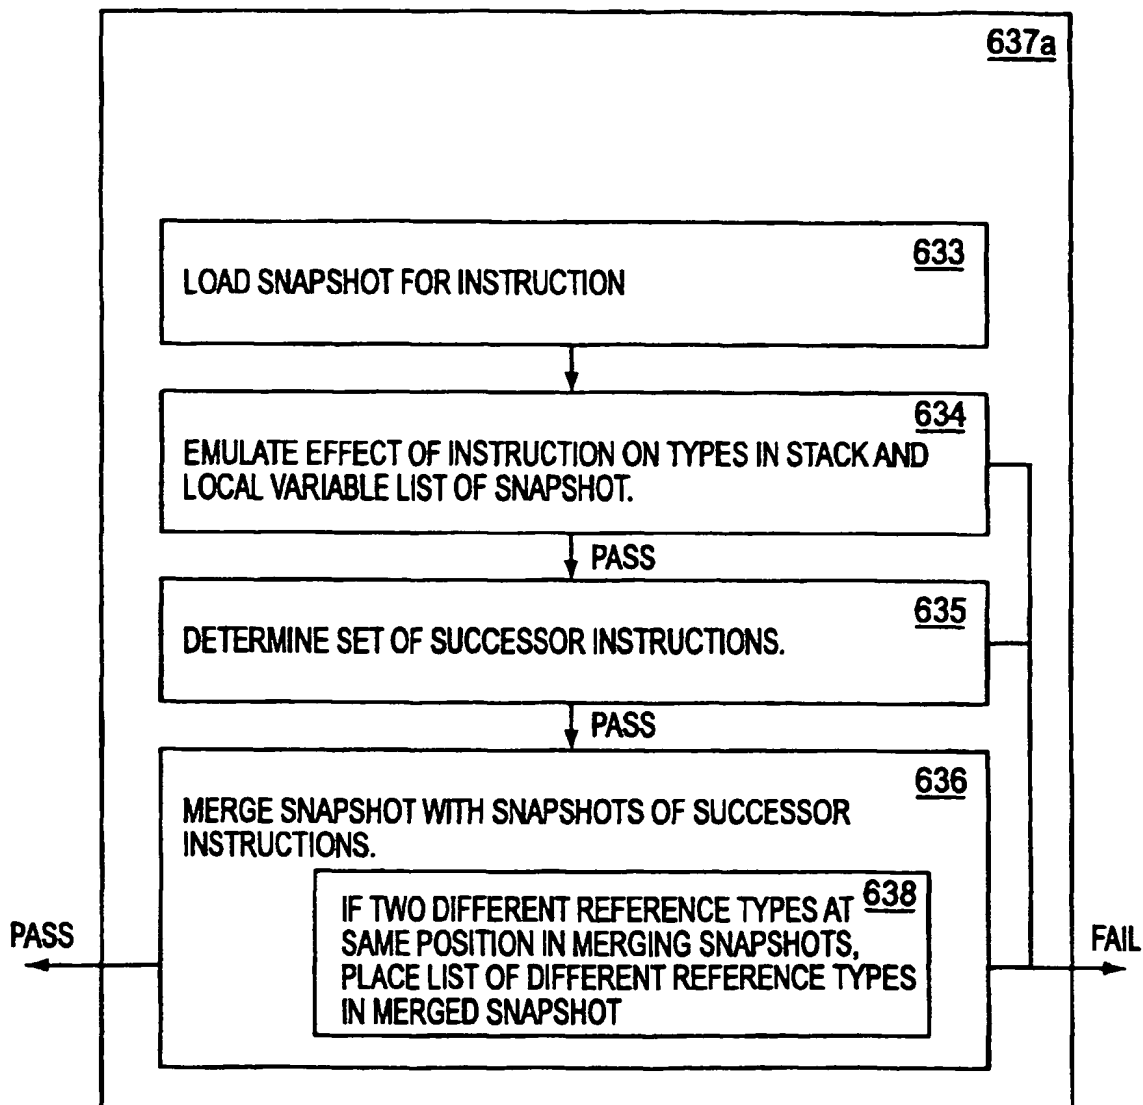 637a
633
LOAD SNAPSHOT FOR INSTRUCTION
634
EMULATE EFFECT OF INSTRUCTION ON TYPES IN STACK AND
LOCAL VARIABLE LIST OF SNAPSHOT.
PASS
635
DETERMINE SET OF SUCCESSOR INSTRUCTIONS.
PASS
636
MERGE SNAPSHOT WITH SNAPSHOTS OF SUCCESSOR
INSTRUCTIONS.
638
IF TWO DIFFERENT REFERENCE TYPES AT
SAME POSITION IN MERGING SNAPSHOTS,
PLACE LIST OF DIFFERENT REFERENCE TYPES
IN MERGED SNAPSHOT
PASS
FAIL